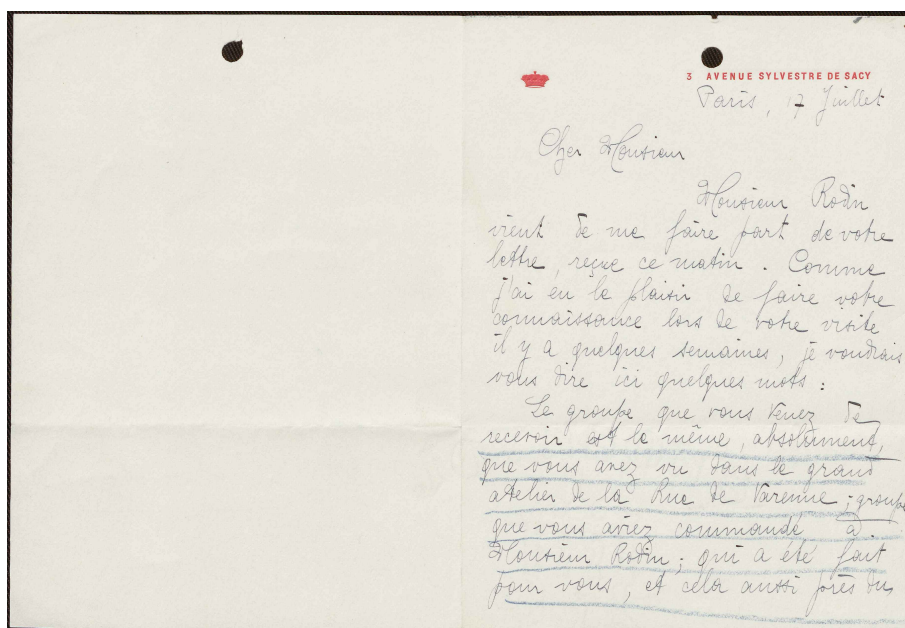 3 AVENUE SYLVESTRE DE SACY
Paris, 17 Juillet
Cher Monsieur
Monsieur Rodin
vient de me faire part de votre
lettre, reçue ce matin. Comme
j'ai eu le plaisir de faire votre
connaissance lors de votre visite
il y a quelques semaines, je voudrais
vous dire ici quelques mots :
Le groupe que vous venez de
recevoir est le même, absolument,
que vous avez vu dans le grand
atelier de la Rue de Varenne ; groupe
que vous aviez commandé à
Monsieur Rodin ; qui a été fait
pour vous, et cela aussi près du